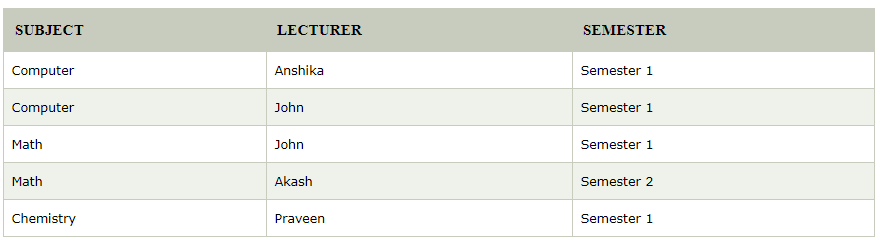 SUBJECT LECTURER SEMESTER
Computer Anshika Semester 1
Computer John Semester 1
Math John Semester 1
Math Akash Semester 2
Chemistry Praveen Semester 1